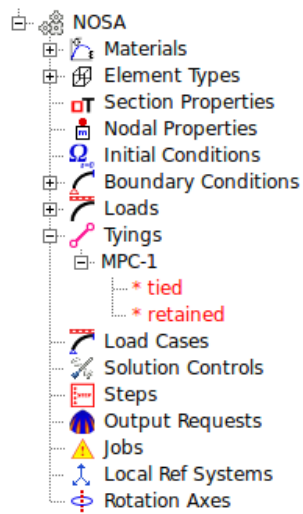 NOSA
Materials
Element Types
Section Properties
Nodal Properties
Initial Conditions
Boundary Conditions
Loads
Tyings
MPC-1
* tied
* retained
Load Cases
Solution Controls
Steps
Output Requests
Jobs
Local Ref Systems
Rotation Axes